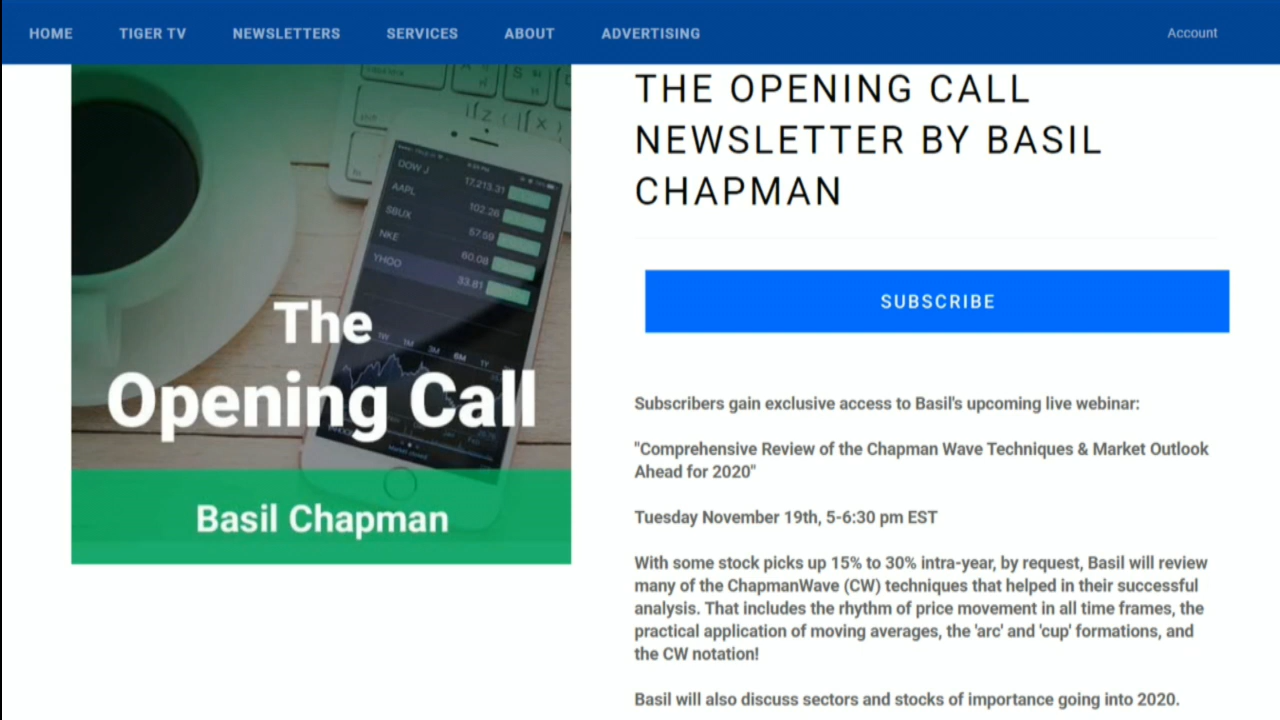 HOME TIGER TV NEWSLETTERS SERVICES ABOUT ADVERTISING Account
THE OPENING CALL
NEWSLETTER BY BASIL
CHAPMAN
DOW J 17,213.31
AAPL 102.26
SBUX 57.59
NKE 60.08
YHOO 33.81
1W 1M 3M 6M 1Y
The
Opening Call
Basil Chapman
SUBSCRIBE
Subscribers gain exclusive access to Basil's upcoming live webinar:
"Comprehensive Review of the Chapman Wave Techniques & Market Outlook
Ahead for 2020"
Tuesday November 19th, 5-6:30 pm EST
With some stock picks up 15% to 30% intra-year, by request, Basil will review
many of the ChapmanWave (CW) techniques that helped in their successful
analysis. That includes the rhythm of price movement in all time frames, the
practical application of moving averages, the 'arc' and 'cup' formations, and
the CW notation!
Basil will also discuss sectors and stocks of importance going into 2020.